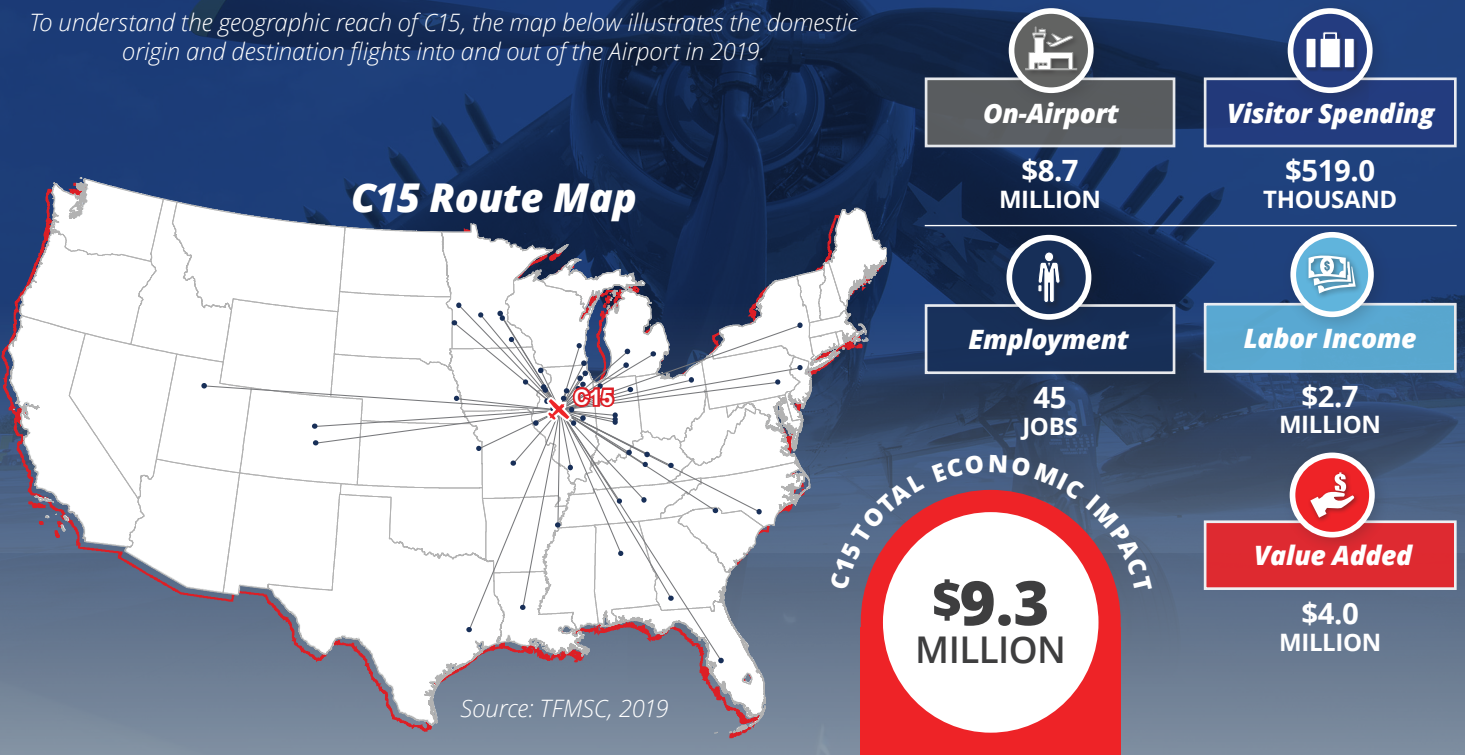 To understand the geographic reach of C15, the map below illustrates the domestic
origin and destination flights into and out of the Airport in 2019.
C15 Route Map
C15
Source: TFMSC, 2019
On-Airport
$8.7
MILLION
Visitor Spending
$519.0
THOUSAND
Employment
45
JOBS
$
Labor Income
$2.7
MILLION
C15 TOTAL ECONOMIC IMPACT
$9.3
MILLION
$
Value Added
$4.0
MILLION